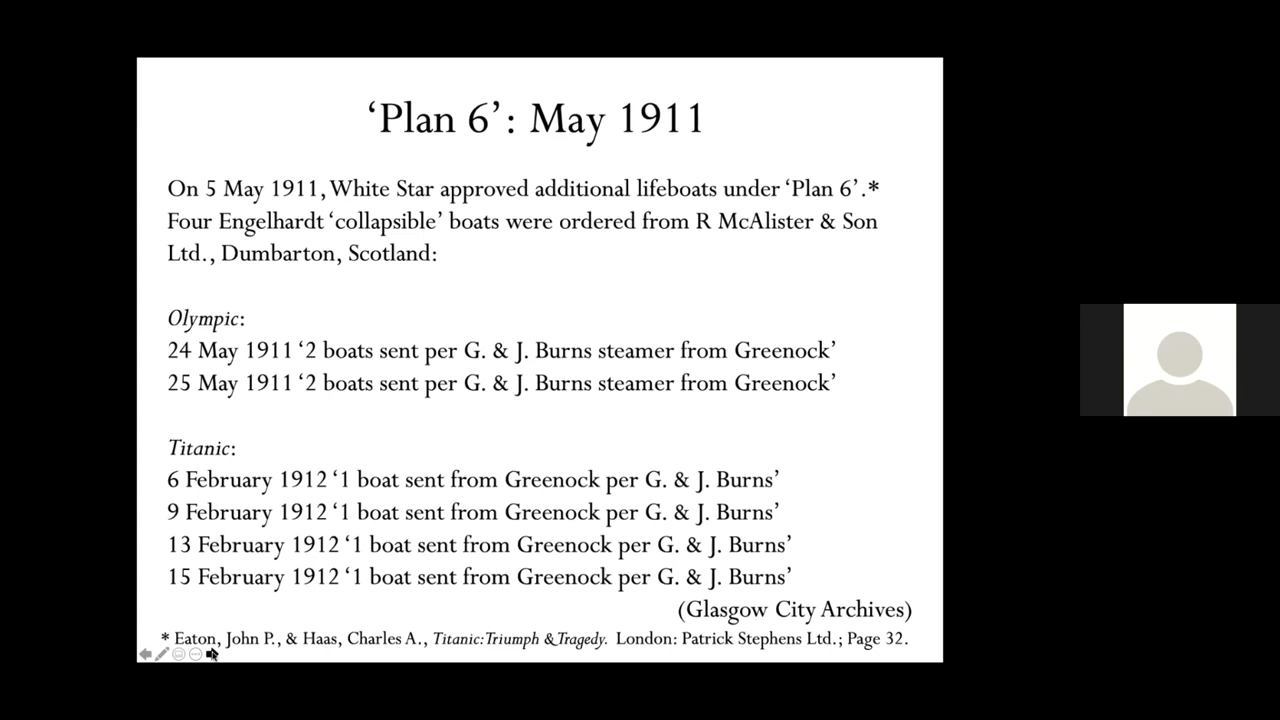 ‘Plan 6’: May 1911
On 5 May 1911, White Star approved additional lifeboats under ‘Plan 6’.*
Four Engelhardt ‘collapsible’ boats were ordered from R McAlister & Son
Ltd., Dumbarton, Scotland:
Olympic:
24 May 1911 ‘2 boats sent per G. & J. Burns steamer from Greenock’
25 May 1911 ‘2 boats sent per G. & J. Burns steamer from Greenock’
Titanic:
6 February 1912 ‘1 boat sent from Greenock per G. & J. Burns’
9 February 1912 ‘1 boat sent from Greenock per G. & J. Burns’
13 February 1912 ‘1 boat sent from Greenock per G. & J. Burns’
15 February 1912 ‘1 boat sent from Greenock per G. & J. Burns’
(Glasgow City Archives)
* Eaton, John P., & Haas, Charles A., Titanic: Triumph & Tragedy. London: Patrick Stephens Ltd.; Page 32.